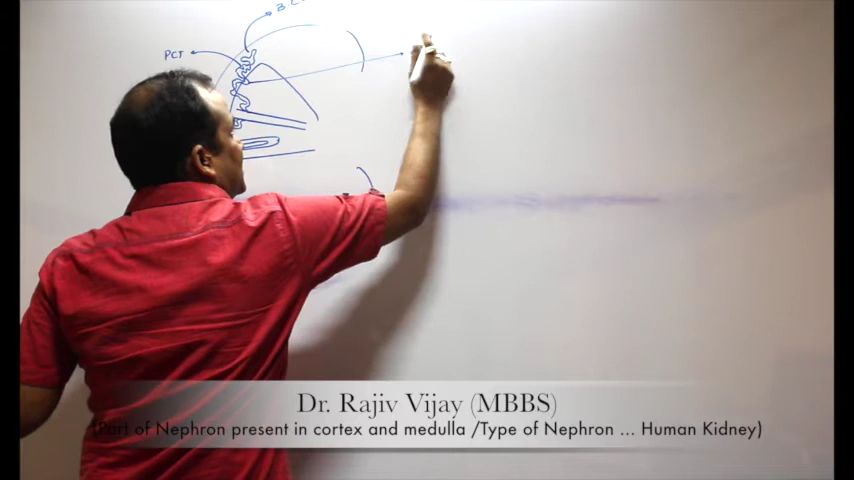 B.C
PCT
Dr. Rajiv Vijay (MBBS)
(Part of Nephron present in cortex and medulla /Type of Nephron ... Human Kidney)